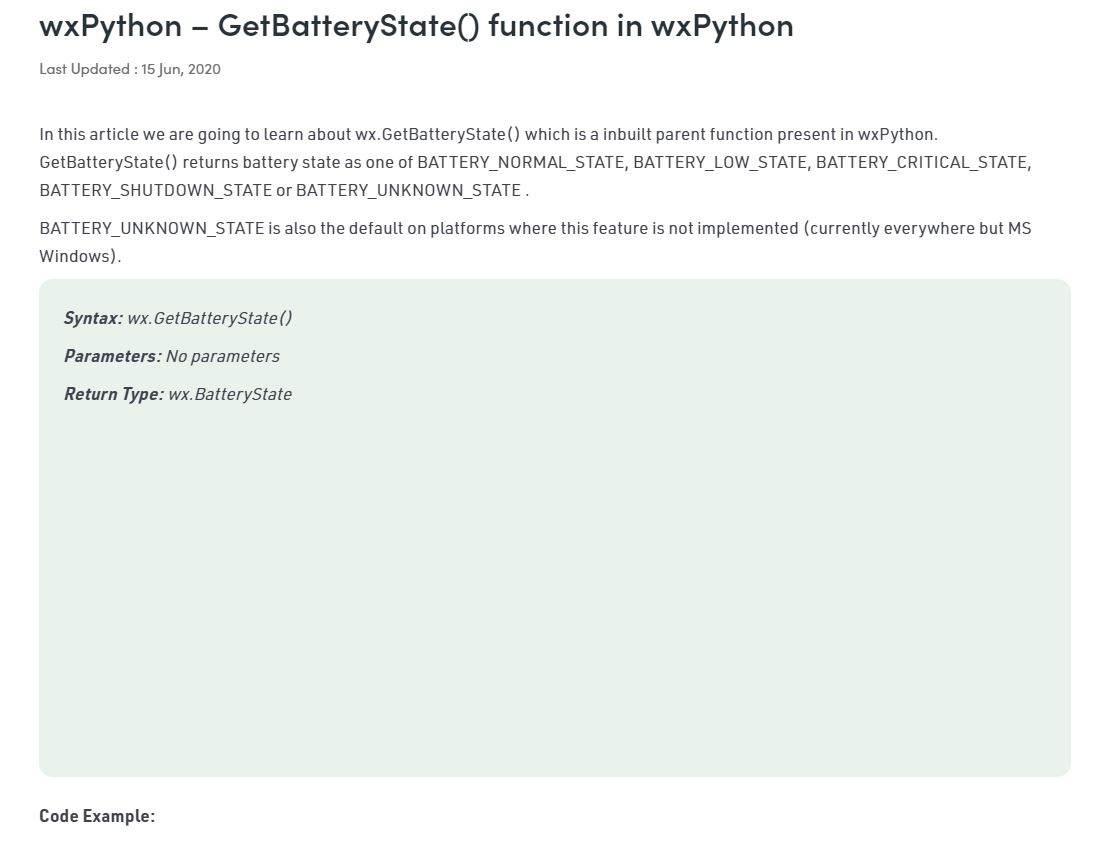 wxPython – GetBatteryState() function in wxPython
Last Updated : 15 Jun, 2020
In this article we are going to learn about wx.GetBatteryState() which is a inbuilt parent function present in wxPython.
GetBatteryState() returns battery state as one of BATTERY_NORMAL_STATE, BATTERY_LOW_STATE, BATTERY_CRITICAL_STATE,
BATTERY_SHUTDOWN_STATE or BATTERY_UNKNOWN_STATE .
BATTERY_UNKNOWN_STATE is also the default on platforms where this feature is not implemented (currently everywhere but MS
Windows).
Syntax: wx.GetBatteryState()
Parameters: No parameters
Return Type: wx.BatteryState
Code Example: